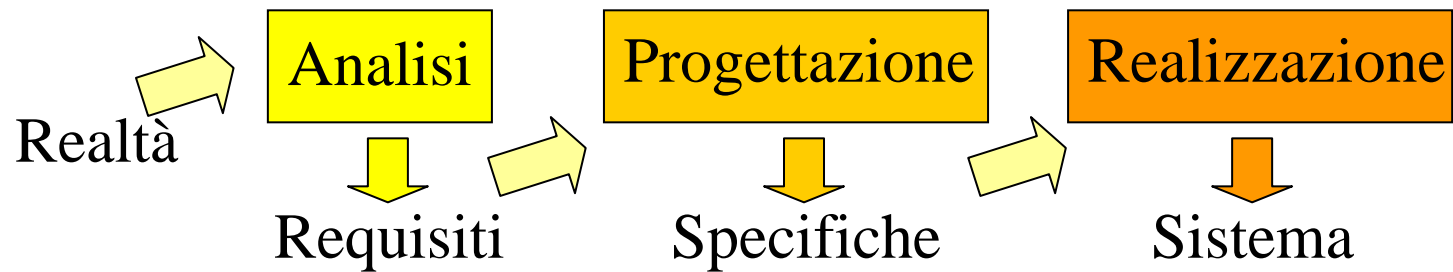 Analisi
Progettazione
Realizzazione
Realtà
Requisiti
Specifiche
Sistema